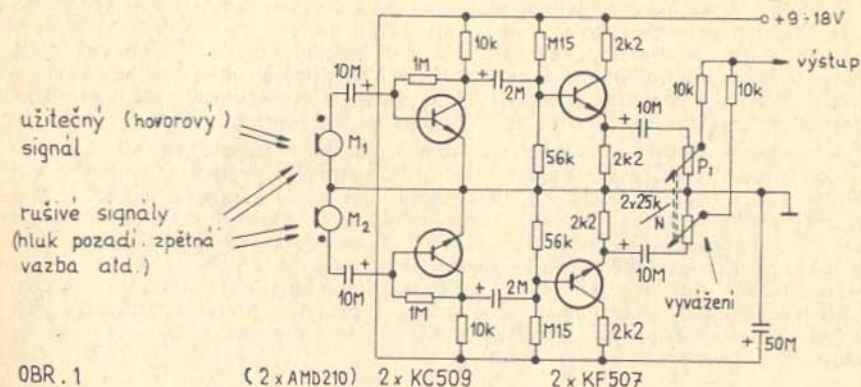 +9÷18V
10k
M15
2k2
výstup
1M
10M +
+ 2M
10k
10k
užitečný (hovorový)
signál
M₁
+ 10M
P₁
56k
2k2
rušivé signály
(hluk pozadí, zpětná
vazba atd.)
M₂
2x25k
N
2k2
56k
10M +
1M
+ 2M
+ 10M
vyvážení
10k
M15
2k2
+ 50M
OBR. 1
(2 x AMD210)
2 x KC509
2 x KF507